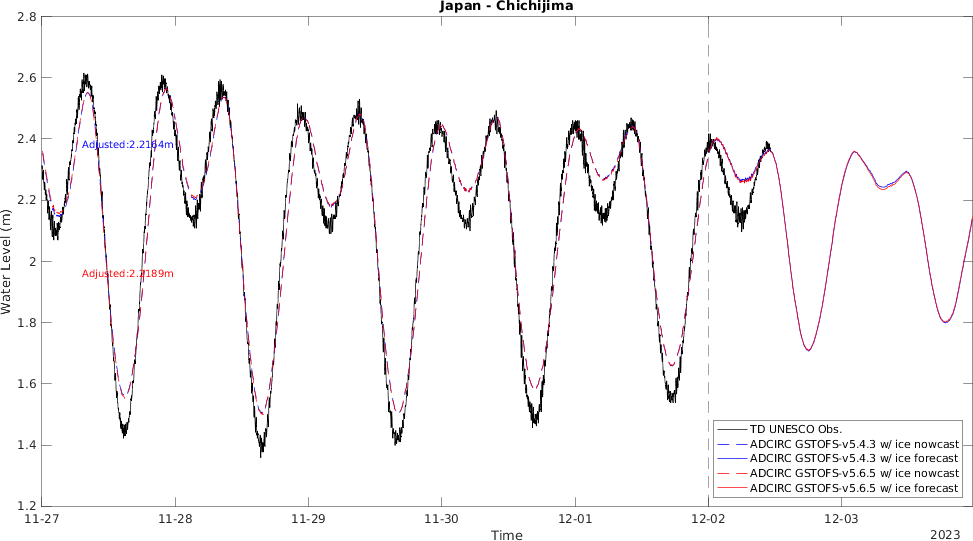 Japan - Chichijima
2.8
2.6
2.4
2.2
2
1.8
1.6
1.4
1.2
Water Level (m)
Adjusted:2.2164m
Adjusted:2.2189m
TD UNESCO Obs.
ADCIRC GSTOFS-v5.4.3 w/ ice nowcast
ADCIRC GSTOFS-v5.4.3 w/ ice forecast
ADCIRC GSTOFS-v5.6.5 w/ ice nowcast
ADCIRC GSTOFS-v5.6.5 w/ ice forecast
11-27 11-28 11-29 11-30 12-01 12-02 12-03
Time
2023